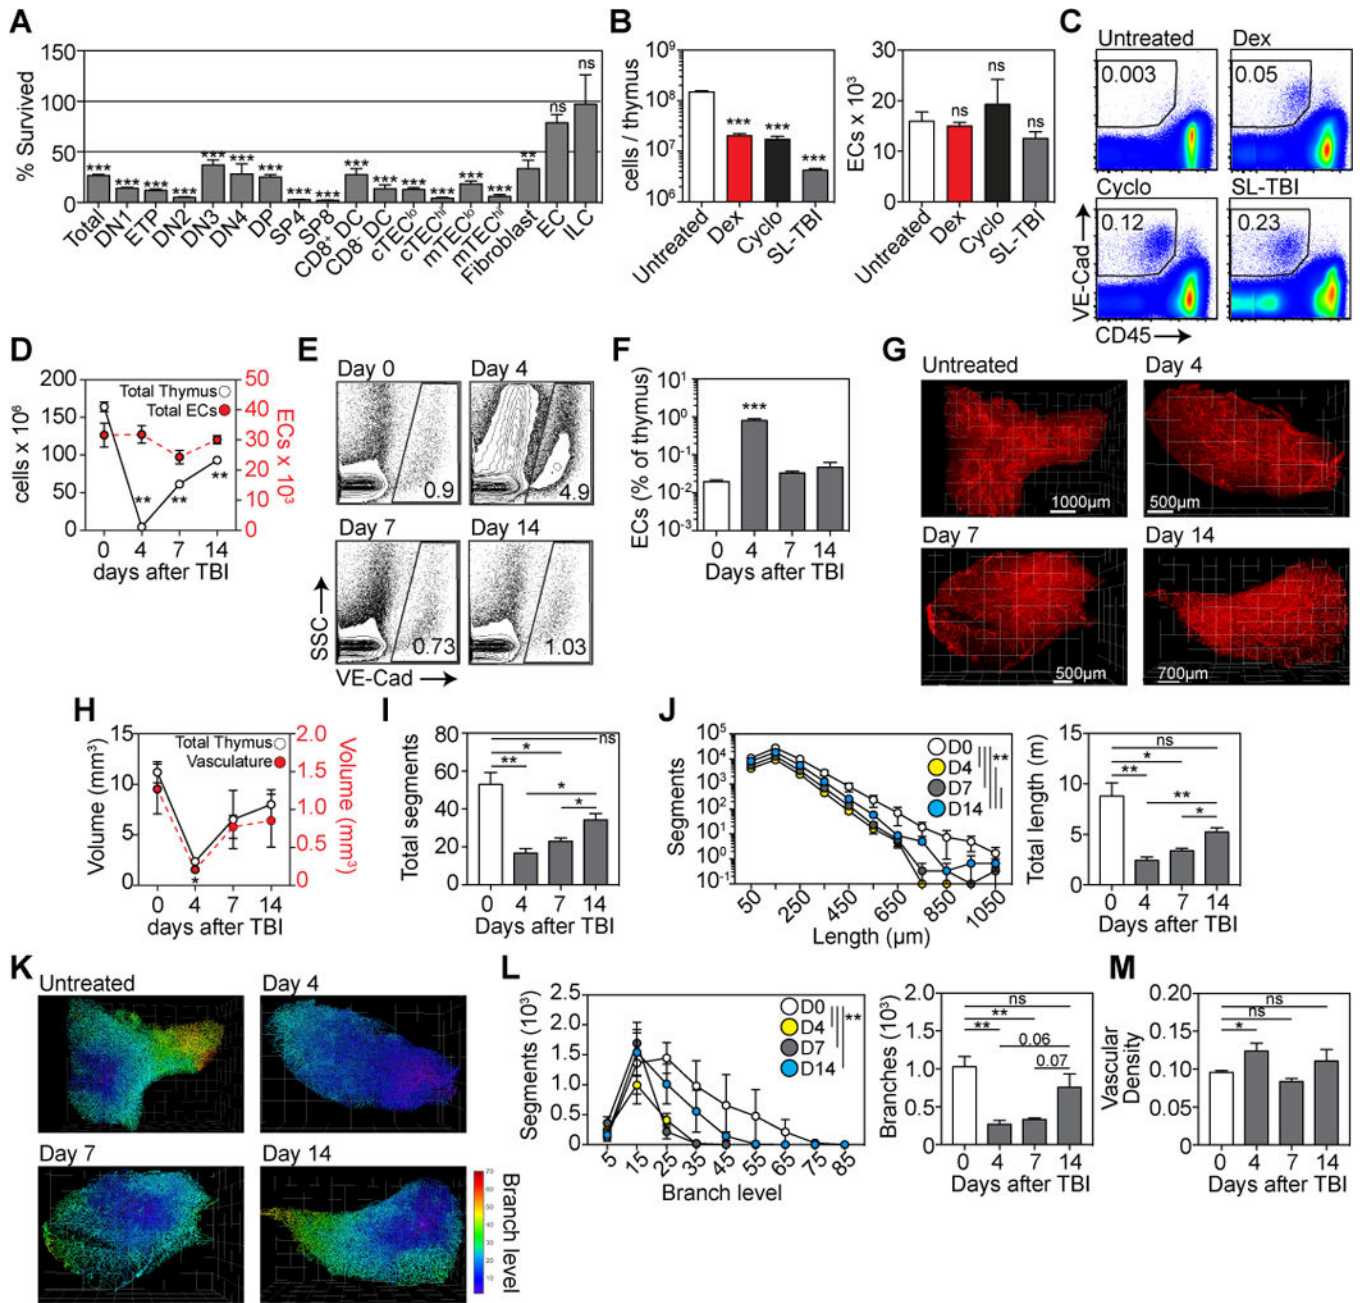 A
% Survived
150
100
50
0
*** *** *** *** *** *** *** *** *** *** *** *** *** *** *** ** ns ns
Total
DN1
ETP
DN2
DN3
DN4
DP
SP4
SP8
CD8⁺ DC
CD8⁻ DC
cTECˡᵒ
cTECʰⁱ
mTECˡᵒ
mTECʰⁱ
Fibroblast
EC
ILC
B
cells / thymus
10⁹
10⁸
10⁷
10⁶
*** *** ***
Untreated
Dex
Cyclo
SL-TBI
ECs x 10³
30
20
10
0
ns ns ns
Untreated
Dex
Cyclo
SL-TBI
C
Untreated Dex
0.003 0.05
Cyclo SL-TBI
0.12 0.23
VE-Cad
CD45
D
cells x 10⁶
200
150
100
50
0
Total Thymus
Total ECs
** ** **
50
40
30
20
10
0
ECs x 10³
0 4 7 14
days after TBI
E
Day 0 Day 4
0.9 4.9
Day 7 Day 14
0.73 1.03
SSC
VE-Cad
F
ECs (% of thymus)
10¹
10⁰
10⁻¹
10⁻²
10⁻³
***
0 4 7 14
Days after TBI
G
Untreated Day 4
1000µm 500µm
Day 7 Day 14
500µm 700µm
H
Volume (mm³)
15
10
5
0
Total Thymus
Vasculature
*
2.0
1.5
1.0
0.5
0.0
Volume (mm³)
0 4 7 14
days after TBI
I
Total segments
80
60
40
20
0
ns
*
**
*
*
0 4 7 14
Days after TBI
J
Segments
10⁵
10⁴
10³
10²
10¹
10⁰
10⁻¹
D0
D4
D7
D14
**
50 250 450 650 850 1050
Length (µm)
Total length (m)
15
10
5
0
ns
*
**
**
*
0 4 7 14
Days after TBI
K
Untreated Day 4
Day 7 Day 14
70
60
50
40
30
20
10
Branch level
L
Segments (10³)
2.5
2.0
1.5
1.0
0.5
0
D0
D4
D7
D14
**
5 15 25 35 45 55 65 75 85
Branch level
Branches (10³)
2.0
1.5
1.0
0.5
0
ns
**
**
0.06
0.07
0 4 7 14
Days after TBI
M
Vascular
Density
0.20
0.15
0.10
0.05
0
ns
ns
*
0 4 7 14
Days after TBI